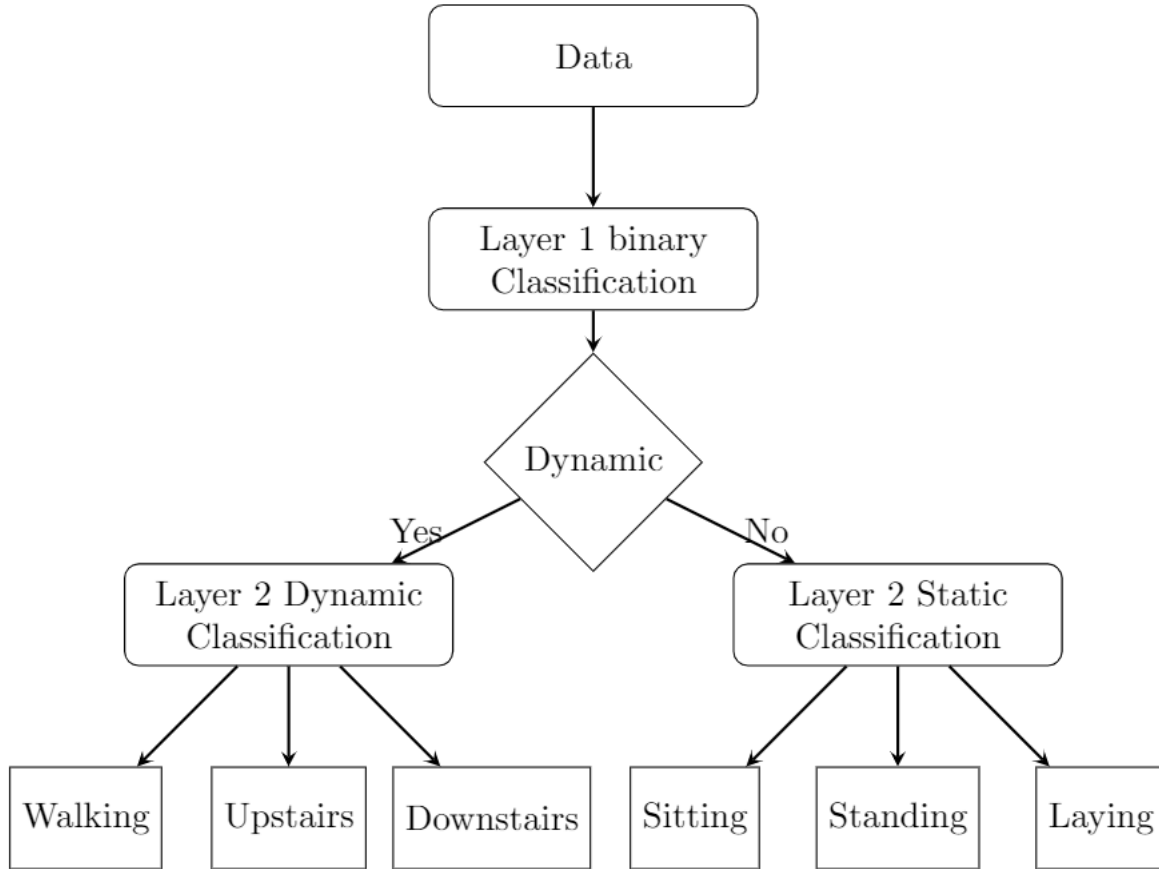 Data
Layer 1 binary
Classification
Dynamic
Yes
No
Layer 2 Dynamic
Classification
Layer 2 Static
Classification
Walking
Upstairs
Downstairs
Sitting
Standing
Laying